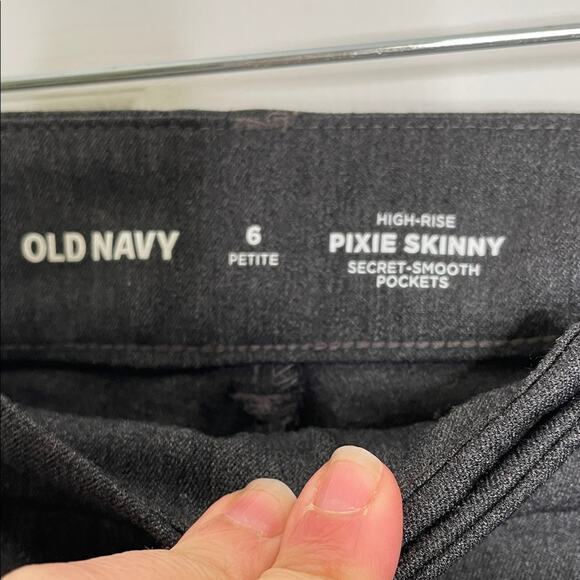 OLD NAVY
6
PETITE
HIGH-RISE
PIXIE SKINNY
SECRET-SMOOTH
POCKETS